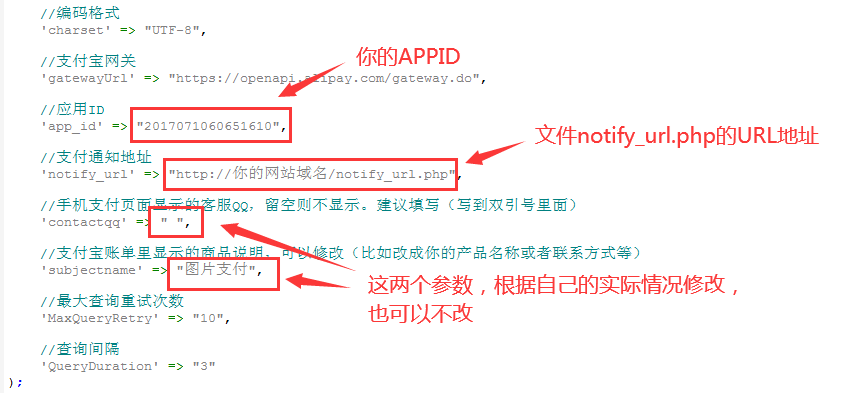 //编码格式
'charset' => "UTF-8",
//支付宝网关
你的APPID
'gatewayUrl' => "https://openapi.alipay.com/gateway.do",
//应用ID
'app_id' => "2017071060651610",
文件notify_url.php的URL地址
//支付通知地址
'notify_url' => "http://你的网站域名/notify_url.php",
//手机支付页面显示的客服QQ，留空则不显示。建议填写（写到双引号里面）
'contactqq' => " ",
//支付宝账单里显示的商品说明，可以修改（比如改成你的产品名称或者联系方式等）
'subjectname' => "图片支付",
这两个参数，根据自己的实际情况修改，
也可以不改
//最大查询重试次数
'MaxQueryRetry' => "10",
//查询间隔
'QueryDuration' => "3"
);